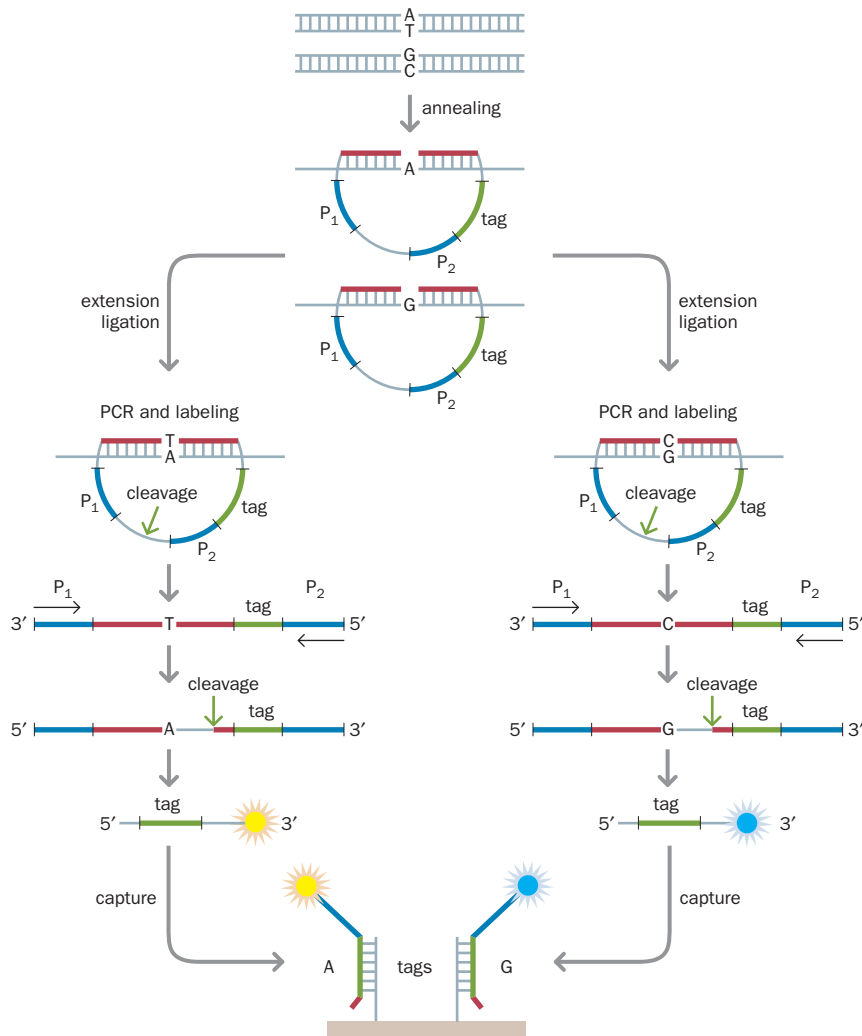 A
T
G
C
annealing
A
P1
tag
P2
extension
ligation
extension
ligation
G
P1
tag
P2
PCR and labeling
PCR and labeling
T
A
P1
cleavage
tag
P2
C
G
P1
cleavage
tag
P2
P1
tag
P2
3′
T
5′
P1
tag
P2
3′
C
5′
cleavage
tag
5′
A
3′
cleavage
tag
5′
G
3′
tag
5′
3′
tag
5′
3′
capture
capture
A
tags
G